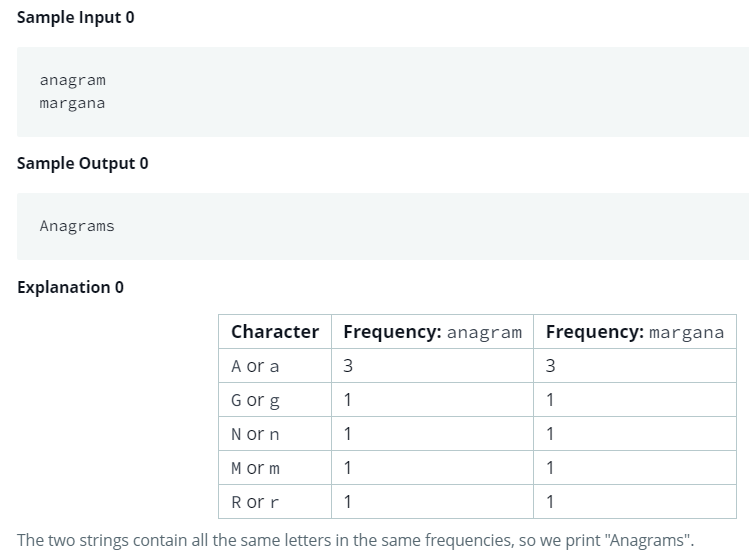 Sample Input 0
anagram
margana
Sample Output 0
Anagrams
Explanation 0
Character Frequency: anagram Frequency: margana
A or a 3 3
G or g 1 1
N or n 1 1
M or m 1 1
R or r 1 1
The two strings contain all the same letters in the same frequencies, so we print "Anagrams".